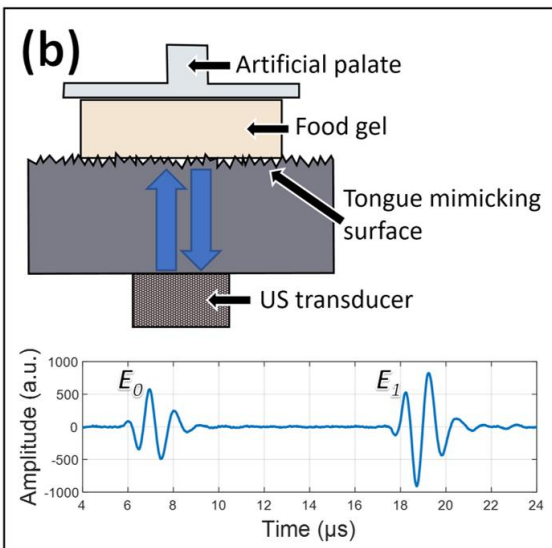 (b)
Artificial palate
Food gel
Tongue mimicking
surface
US transducer
1000
500
0
-500
-1000
Amplitude (a.u.)
E0
E1
4 6 8 10 12 14 16 18 20 22 24
Time (µs)